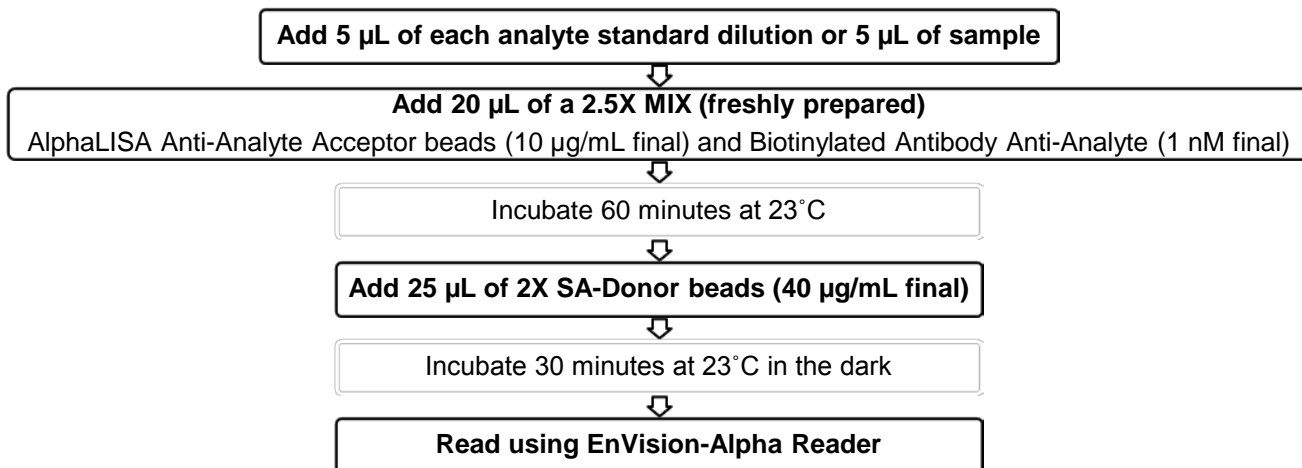 Add 5 µL of each analyte standard dilution or 5 µL of sample
Add 20 µL of a 2.5X MIX (freshly prepared)
AlphaLISA Anti-Analyte Acceptor beads (10 µg/mL final) and Biotinylated Antibody Anti-Analyte (1 nM final)
Incubate 60 minutes at 23˚C
Add 25 µL of 2X SA-Donor beads (40 µg/mL final)
Incubate 30 minutes at 23˚C in the dark
Read using EnVision-Alpha Reader